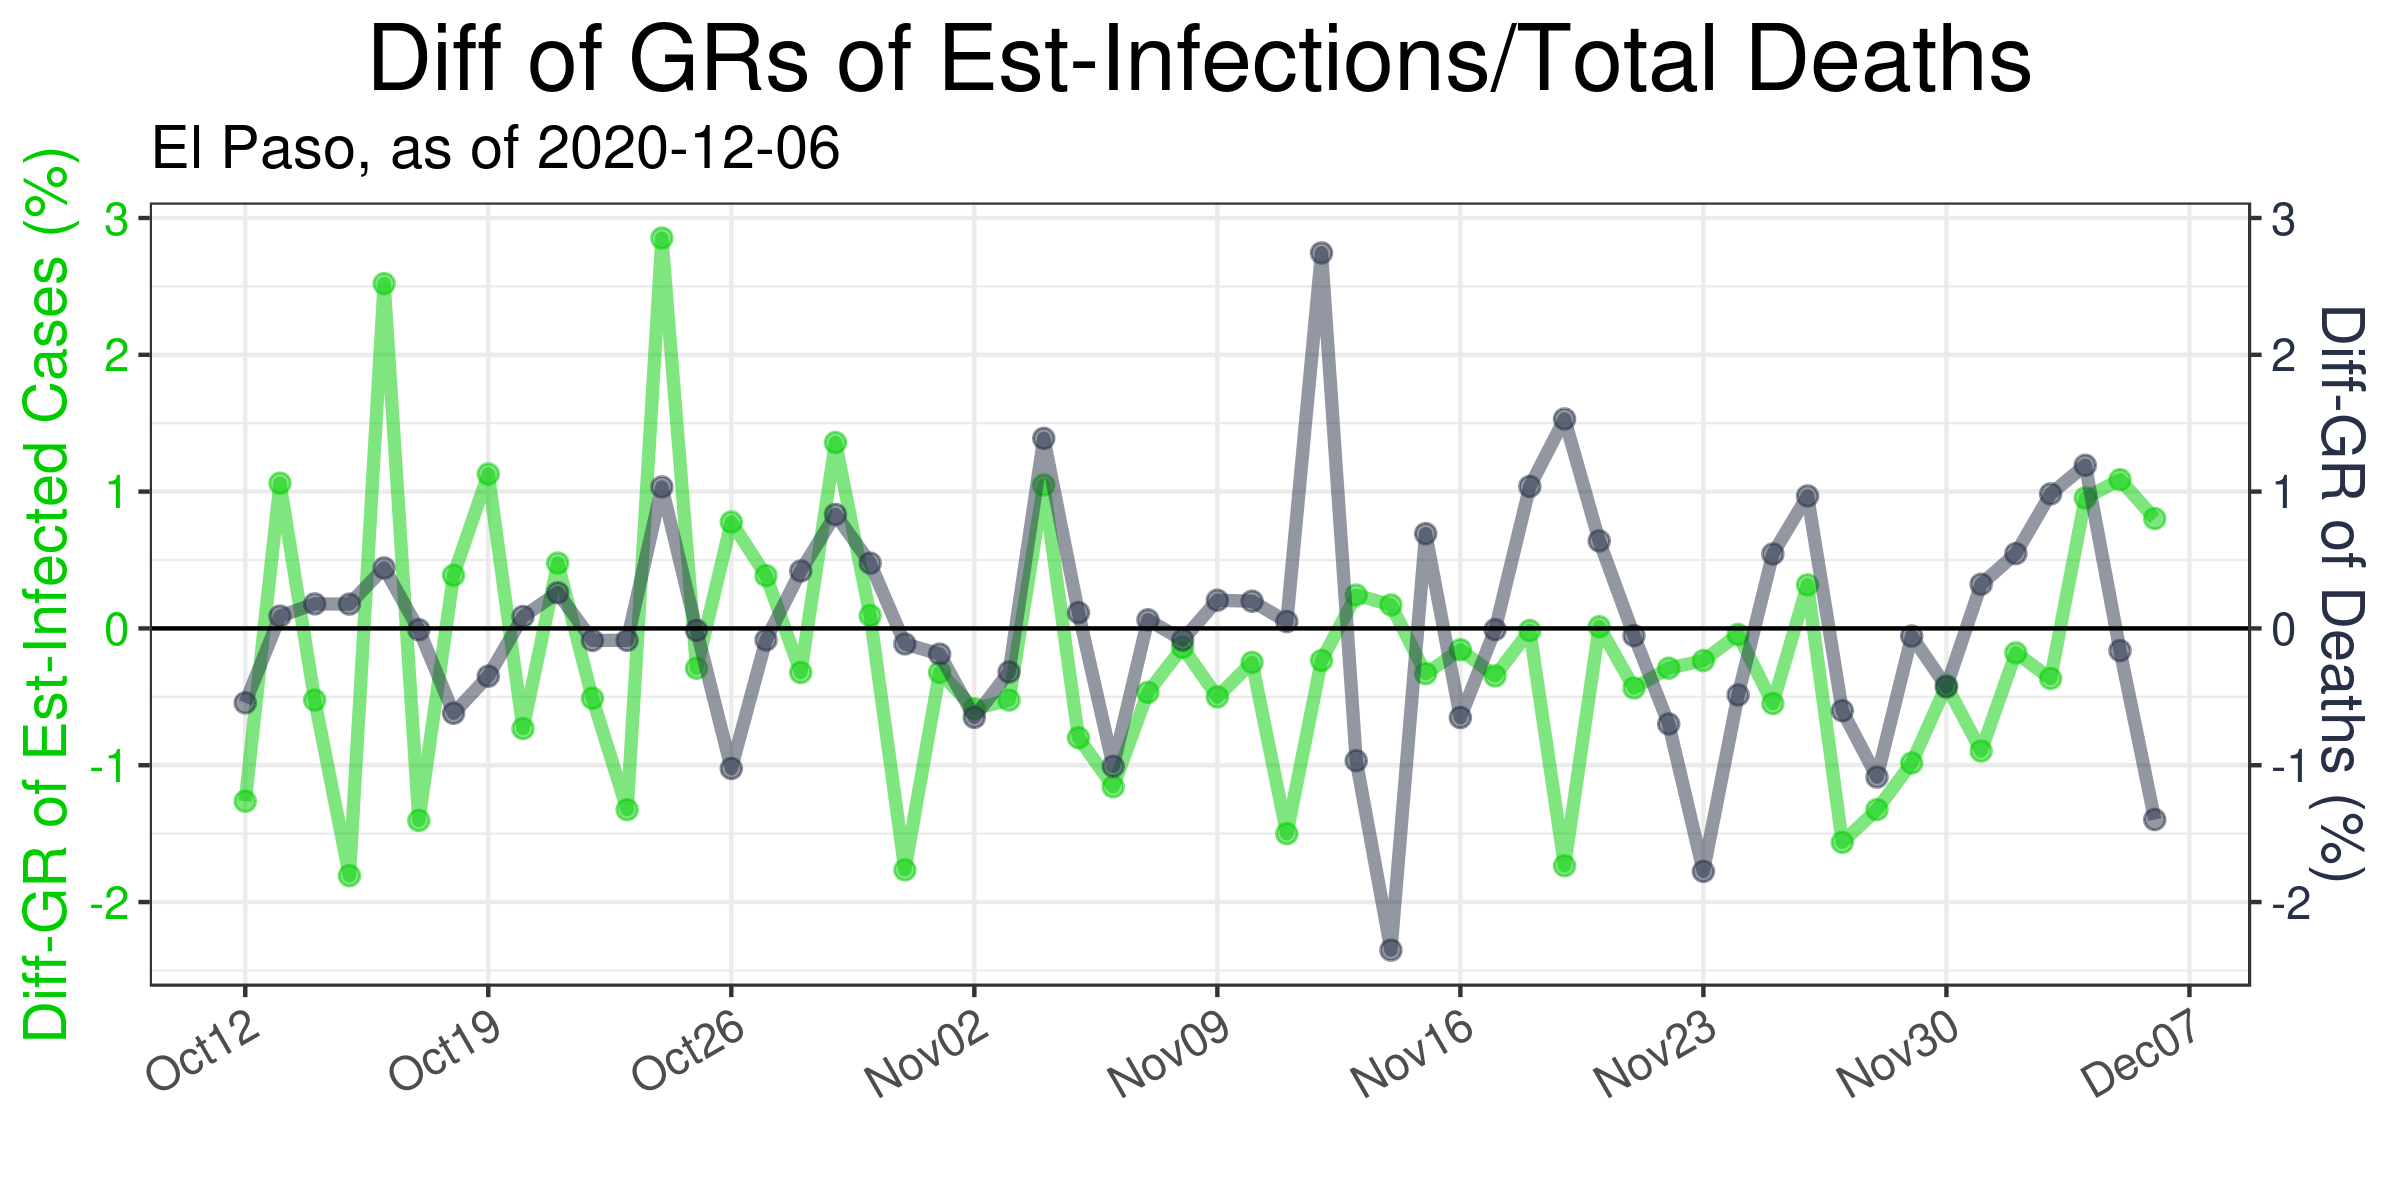 Diff of GRs of Est-Infections/Total Deaths
El Paso, as of 2020-12-06
Diff-GR of Est-Infected Cases (%)
3
2
1
0
-1
-2
3
2
1
0
-1
-2
Diff-GR of Deaths (%)
Oct12
Oct19
Oct26
Nov02
Nov09
Nov16
Nov23
Nov30
Dec07